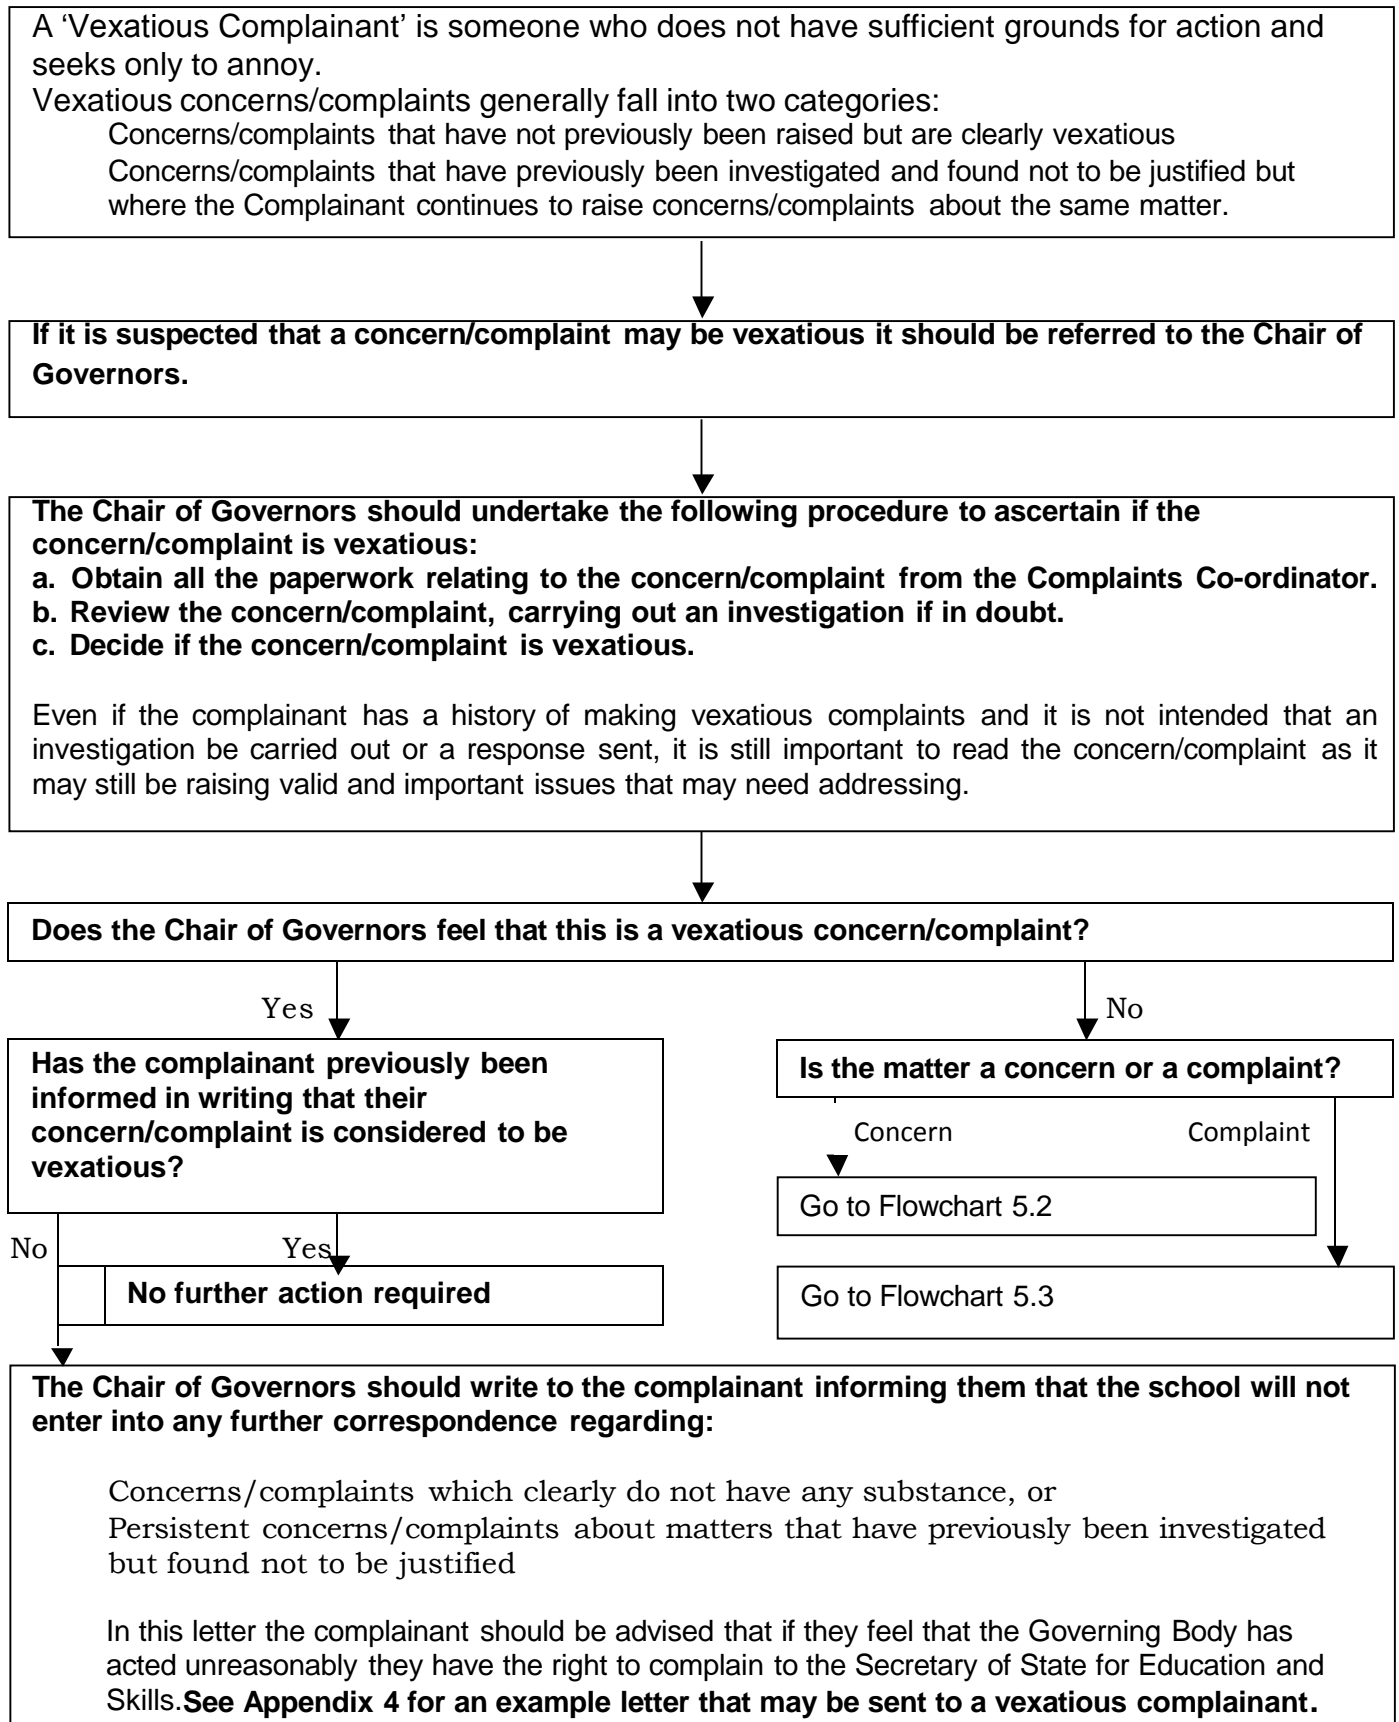 A ‘Vexatious Complainant’ is someone who does not have sufficient grounds for action and
seeks only to annoy.
Vexatious concerns/complaints generally fall into two categories:
Concerns/complaints that have not previously been raised but are clearly vexatious
Concerns/complaints that have previously been investigated and found not to be justified but
where the Complainant continues to raise concerns/complaints about the same matter.
If it is suspected that a concern/complaint may be vexatious it should be referred to the Chair of
Governors.
The Chair of Governors should undertake the following procedure to ascertain if the
concern/complaint is vexatious:
a. Obtain all the paperwork relating to the concern/complaint from the Complaints Co-ordinator.
b. Review the concern/complaint, carrying out an investigation if in doubt.
c. Decide if the concern/complaint is vexatious.
Even if the complainant has a history of making vexatious complaints and it is not intended that an
investigation be carried out or a response sent, it is still important to read the concern/complaint as it
may still be raising valid and important issues that may need addressing.
Does the Chair of Governors feel that this is a vexatious concern/complaint?
Yes
No
Has the complainant previously been
informed in writing that their
concern/complaint is considered to be
vexatious?
Is the matter a concern or a complaint?
Concern
Complaint
Go to Flowchart 5.2
No
Yes
No further action required
Go to Flowchart 5.3
The Chair of Governors should write to the complainant informing them that the school will not
enter into any further correspondence regarding:
Concerns/complaints which clearly do not have any substance, or
Persistent concerns/complaints about matters that have previously been investigated
but found not to be justified
In this letter the complainant should be advised that if they feel that the Governing Body has
acted unreasonably they have the right to complain to the Secretary of State for Education and
Skills.See Appendix 4 for an example letter that may be sent to a vexatious complainant.